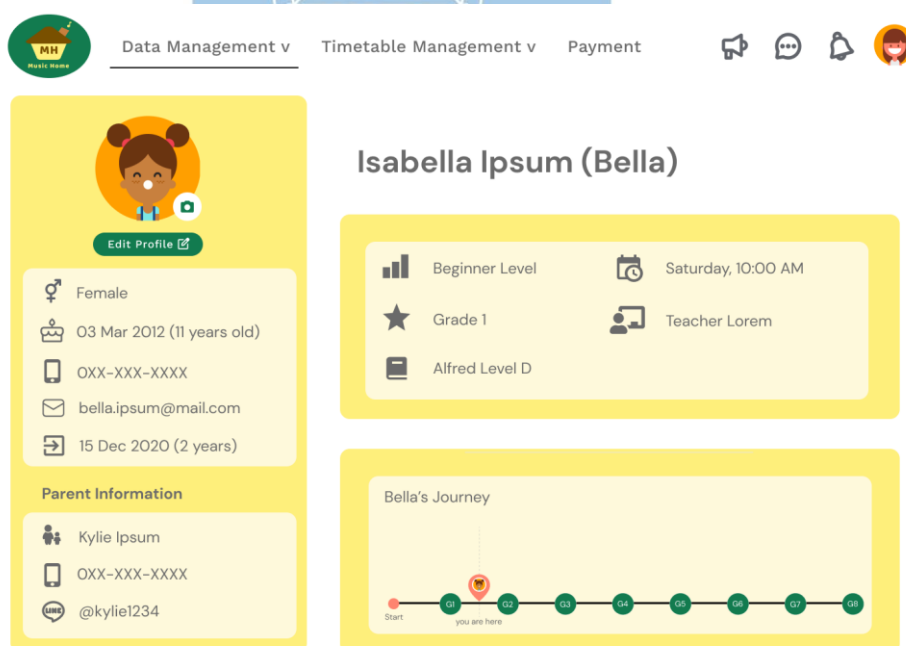 MH
Music Home
Data Management v
Timetable Management v
Payment
Edit Profile
Female
03 Mar 2012 (11 years old)
0XX-XXX-XXXX
bella.ipsum@mail.com
15 Dec 2020 (2 years)
Parent Information
Kylie Ipsum
0XX-XXX-XXXX
LINE
@kylie1234
Isabella Ipsum (Bella)
Beginner Level
Saturday, 10:00 AM
Grade 1
Teacher Lorem
Alfred Level D
Bella's Journey
Start
G1
you are here
G2
G3
G4
G5
G6
G7
G8